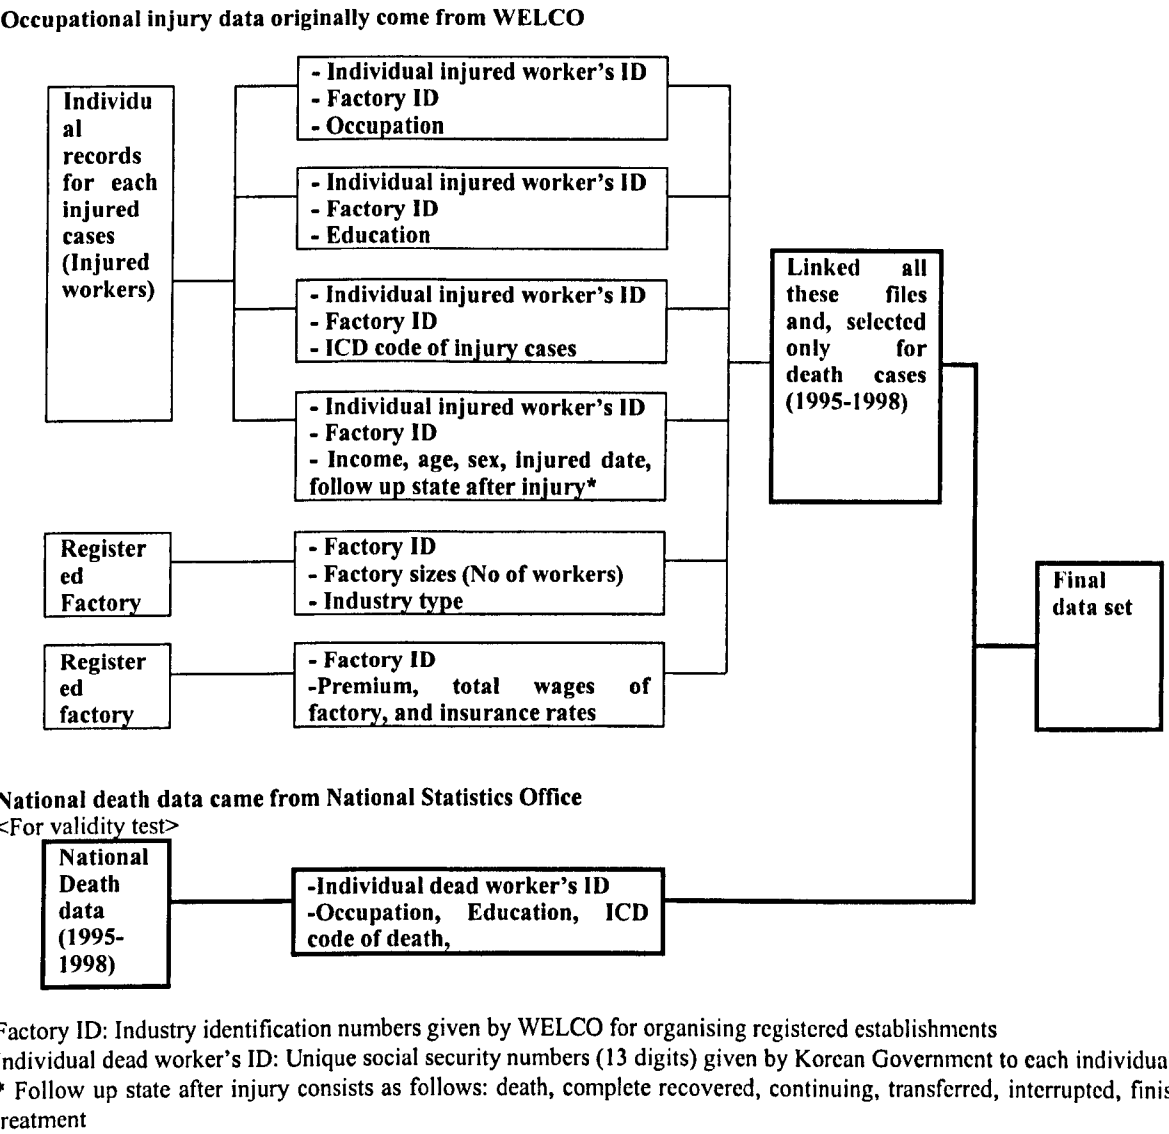 Occupational injury data originally come from WELCO
Individu
al
records
for each
injured
cases
(Injured
workers)
- Individual injured worker's ID
- Factory ID
- Occupation
- Individual injured worker's ID
- Factory ID
- Education
- Individual injured worker's ID
- Factory ID
- ICD code of injury cases
- Individual injured worker's ID
- Factory ID
- Income, age, sex, injured date,
follow up state after injury*
Register
ed
Factory
- Factory ID
- Factory sizes (No of workers)
- Industry type
Register
ed
factory
- Factory ID
-Premium, total wages of
factory, and insurance rates
Linked all
these files
and, selected
only for
death cases
(1995-1998)
Final
data set
National death data came from National Statistics Office
<For validity test>
National
Death
data
(1995-
1998)
-Individual dead worker's ID
-Occupation, Education, ICD
code of death,
Factory ID: Industry identification numbers given by WELCO for organising registered establishments
ndividual dead worker's ID: Unique social security numbers (13 digits) given by Korean Government to each individua
* Follow up state after injury consists as follows: death, complete recovered, continuing, transferred, interrupted, finis
reatment